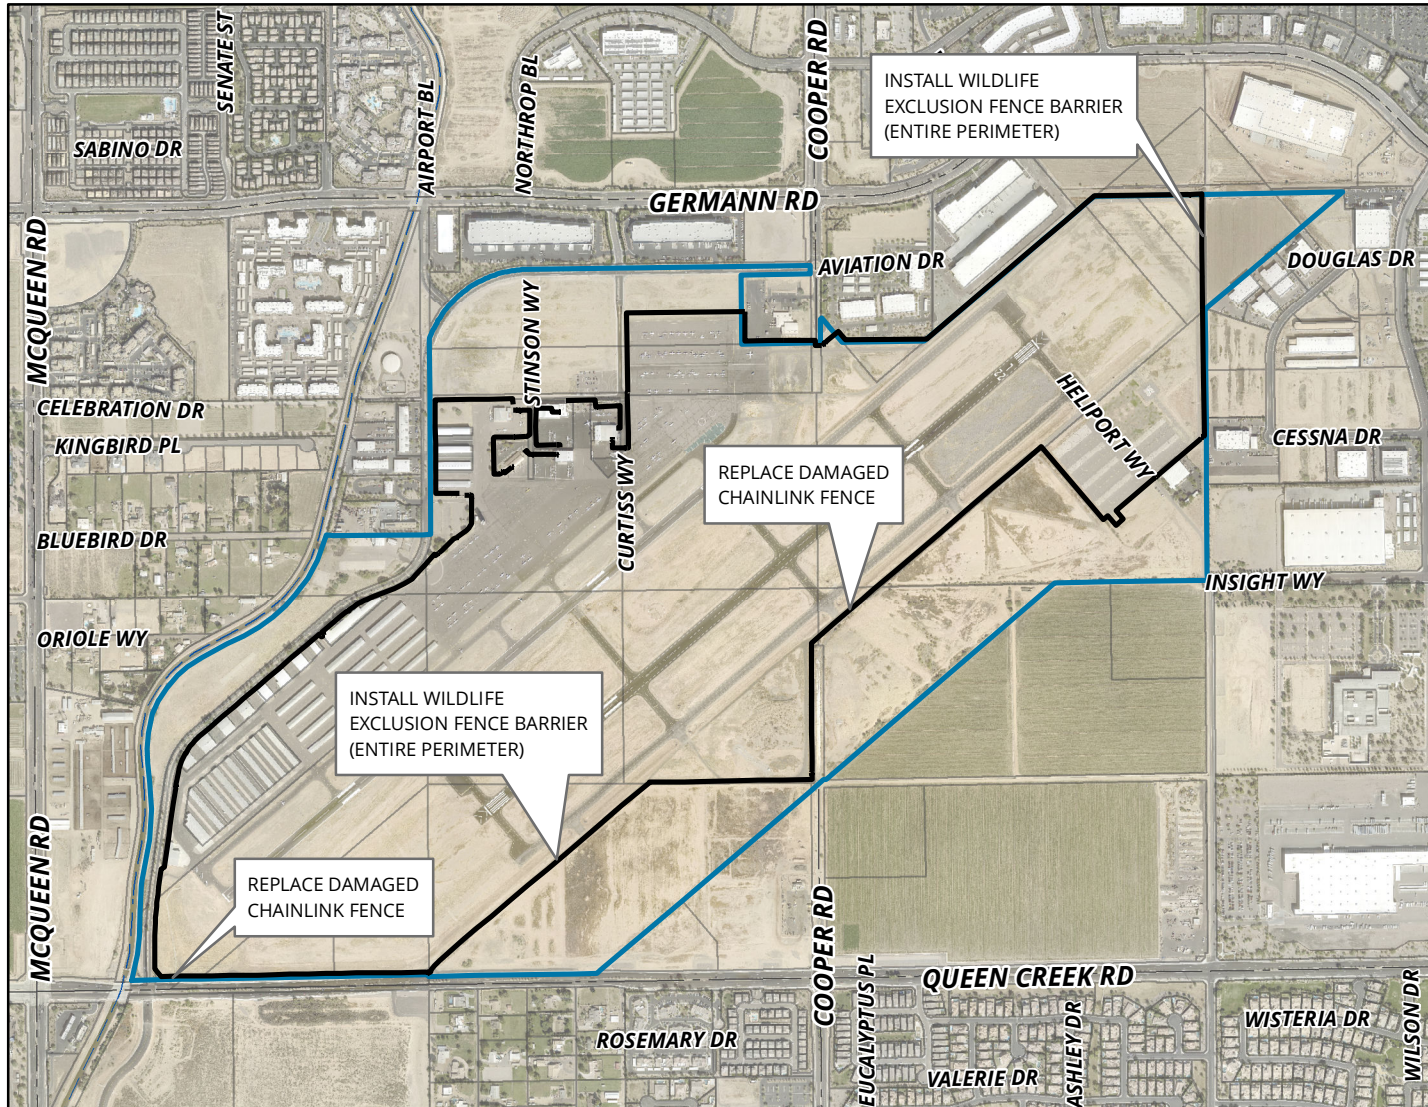 SENATE ST
AIRPORT BL
NORTHROP BL
COOPER RD
INSTALL WILDLIFE
EXCLUSION FENCE BARRIER
(ENTIRE PERIMETER)
SABINO DR
GERMANN RD
MCQUEEN RD
AVIATION DR
DOUGLAS DR
STINSON WY
CELEBRATION DR
KINGBIRD PL
HELIPORT WY
CESSNA DR
REPLACE DAMAGED
CHAINLINK FENCE
CURTISS WY
BLUEBIRD DR
INSIGHT WY
ORIOLE WY
INSTALL WILDLIFE
EXCLUSION FENCE BARRIER
(ENTIRE PERIMETER)
MCQUEEN RD
REPLACE DAMAGED
CHAINLINK FENCE
COOPER RD
EUCALYPTUS PL
QUEEN CREEK RD
ROSEMARY DR
VALERIE DR
ASHLEY DR
WISTERIA DR
WILSON DR